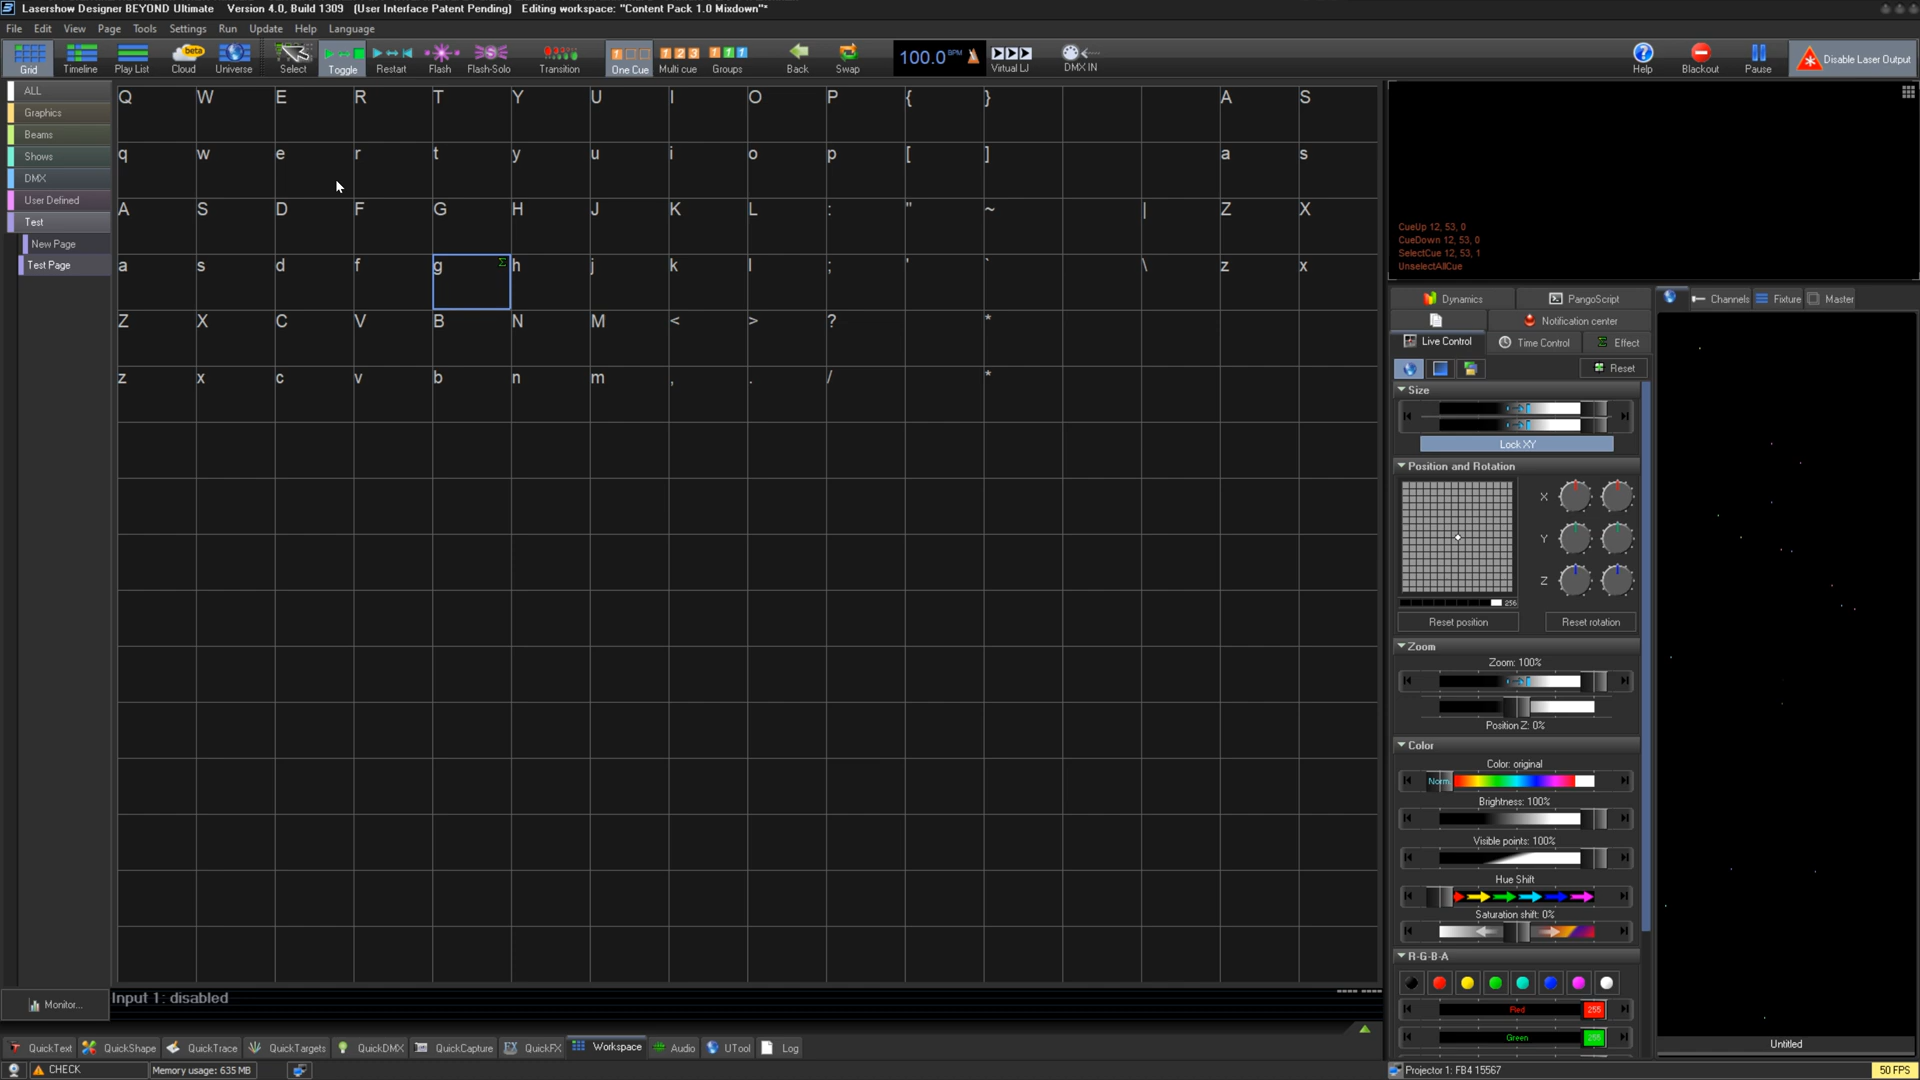 Lasershow Designer BEYOND Ultimate Version 4.0, Build 1309 (User Interface Patent Pending) Editing workspace: "Content Pack 1.0 Mixdown"*
File Edit View Page Tools Settings Run Update Help Language
Grid Timeline Play List Cloud beta Universe Select Toggle Restart Flash Flash-Solo Transition One Cue Multi cue Groups Back Swap 100.0 BPM Virtual LJ DMX IN Help Blackout Pause Disable Laser Output
ALL
Graphics
Beams
Shows
DMX
User Defined
Test
New Page
Test Page
Q W E R T Y U I O P { } A S
q w e r t y u i o p [ ] a s
A S D F G H J K L : " ~ | Z X
a s d f g h j k l ; ' ` \ z x
Z X C V B N M < > ? *
z x c v b n m , . / *
CueUp 12, 53, 0
CueDown 12, 53, 0
SelectCue 12, 53, 1
UnselectAllCue
Dynamics PangoScript
Notification center
Live Control Time Control Effect
Channels Fixture Master
Reset
Size
Lock XY
Position and Rotation
X
Y
Z
256
Reset position Reset rotation
Zoom
Zoom: 100%
Position Z: 0%
Color
Color: original
Norm
Brightness: 100%
Visible points: 100%
Hue Shift
Saturation shift: 0%
R-G-B-A
Red 255
Green 255
Untitled
Monitor... Input 1: disabled
QuickText QuickShape QuickTrace QuickTargets QuickDMX QuickCapture QuickFX Workspace Audio UTool Log
CHECK Memory usage: 635 MB Projector 1: FB4 15567 50 FPS